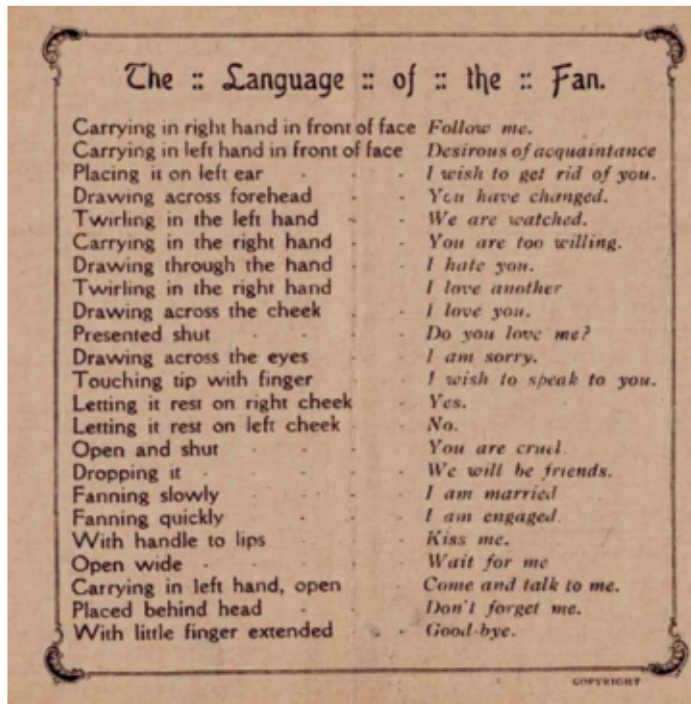 The :: Language :: of :: the :: Fan.
Carrying in right hand in front of face Follow me.
Carrying in left hand in front of face Desirous of acquaintance
Placing it on left ear - - - I wish to get rid of you.
Drawing across forehead - - You have changed.
Twirling in the left hand - - We are watched.
Carrying in the right hand - - You are too willing.
Drawing through the hand - - I hate you.
Twirling in the right hand - - I love another
Drawing across the cheek - - I love you.
Presented shut - - - - Do you love me?
Drawing across the eyes - - I am sorry.
Touching tip with finger - - I wish to speak to you.
Letting it rest on right cheek - - Yes.
Letting it rest on left cheek - - No.
Open and shut - - - You are cruel
Dropping it - - - - - We will be friends.
Fanning slowly - - - - I am married
Fanning quickly - - - - I am engaged
With handle to lips - - - Kiss me.
Open wide - - - - - Wait for me
Carrying in left hand, open - Come and talk to me.
Placed behind head - - - Don't forget me.
With little finger extended - - Good-bye.
COPYRIGHT